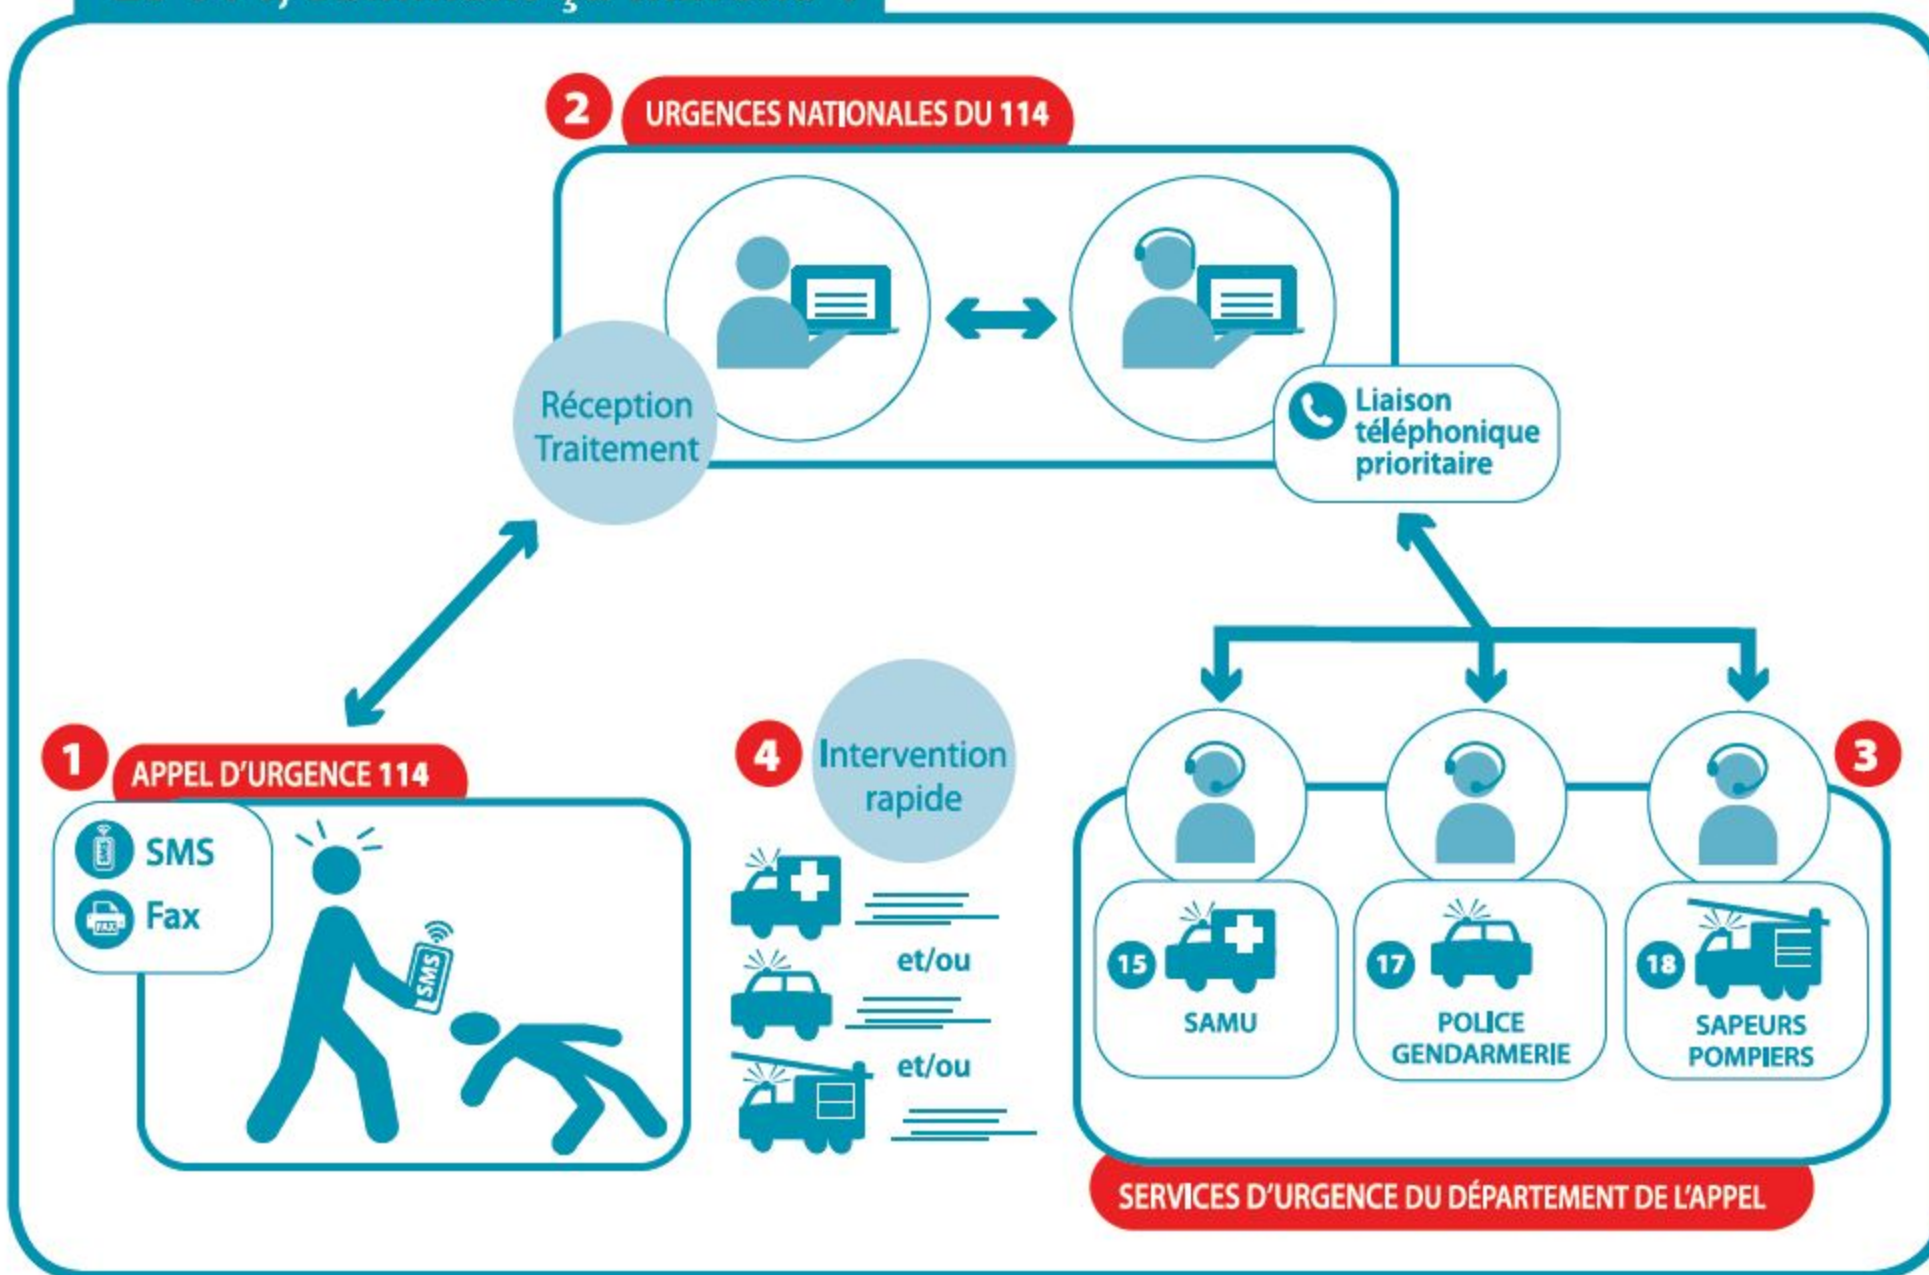 2
URGENCES NATIONALES DU 114
Réception
Traitement
Liaison
téléphonique
prioritaire
1
APPEL D'URGENCE 114
SMS
FAX
Fax
SMS
4
Intervention
rapide
et/ou
et/ou
3
15
SAMU
17
POLICE
GENDARMERIE
18
SAPEURS
POMPIERS
SERVICES D'URGENCE DU DÉPARTEMENT DE L'APPEL